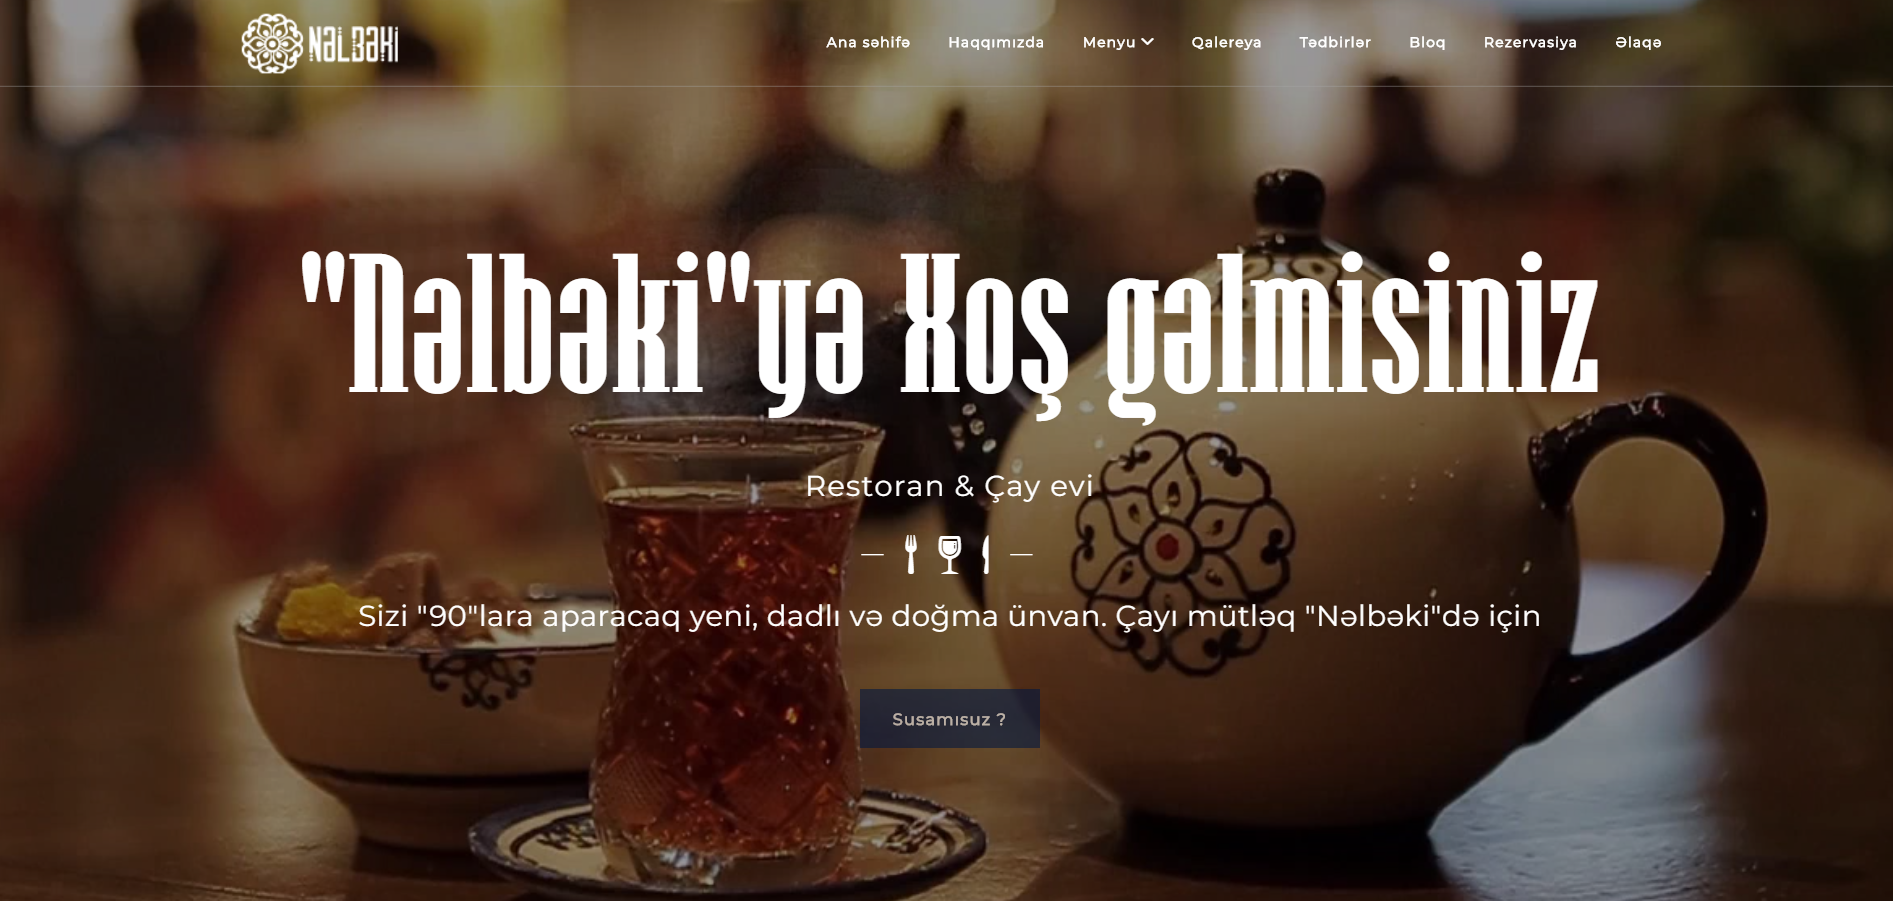 NƏLBƏKİ
Ana səhifə Haqqımızda Menyu Qalereya Tədbirlər Bloq Rezervasiya Əlaqə
"Nəlbəki"yə Xoş gəlmisiniz
Restoran & Çay evi
Sizi "90"lara aparacaq yeni, dadlı və doğma ünvan. Çayı mütləq "Nəlbəki"də için
Susamısuz ?